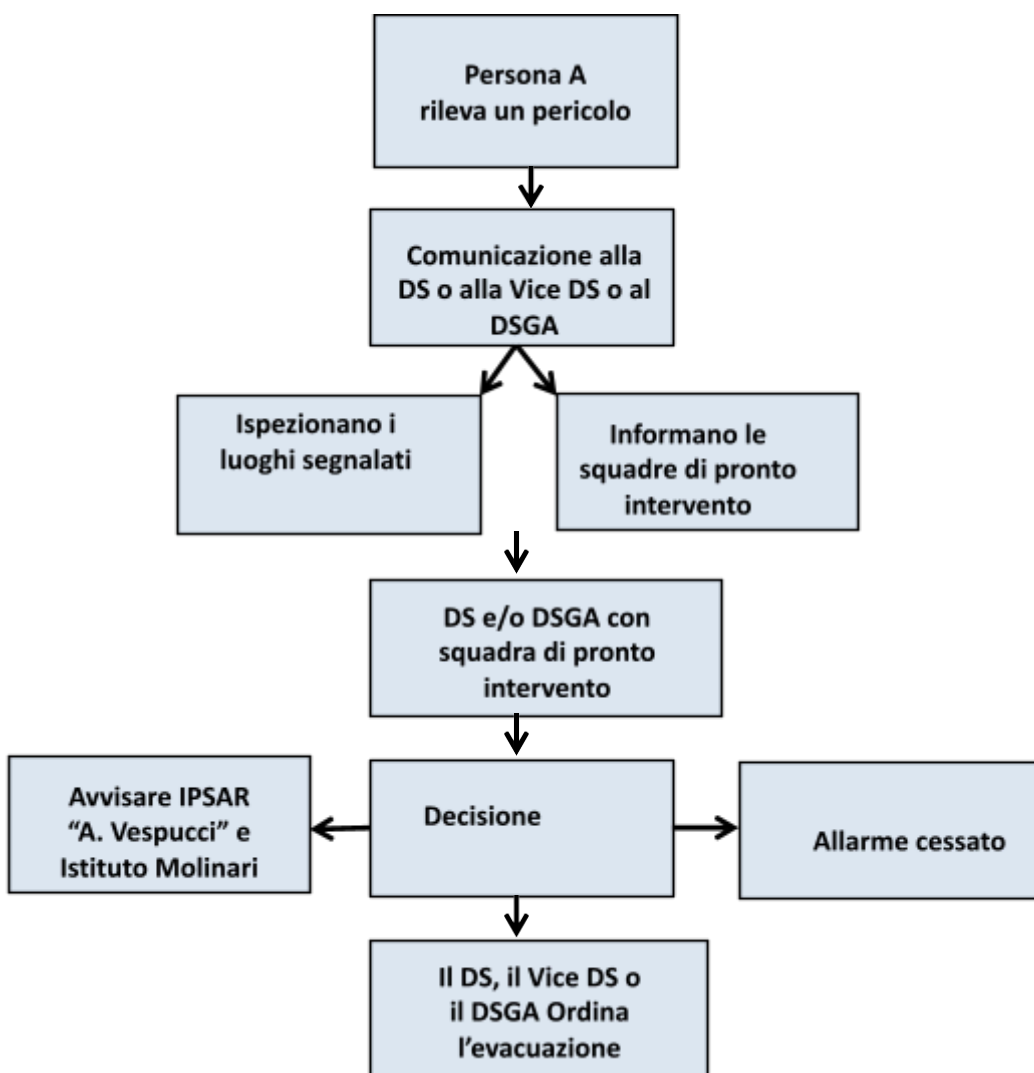 Persona A
rileva un pericolo
Comunicazione alla
DS o alla Vice DS o al
DSGA
Ispezionano i
luoghi segnalati
Informano le
squadre di pronto
intervento
DS e/o DSGA con
squadra di pronto
intervento
Avvisare IPSAR
“A. Vespucci” e
Istituto Molinari
Decisione
Allarme cessato
Il DS, il Vice DS o
il DSGA Ordina
l’evacuazione